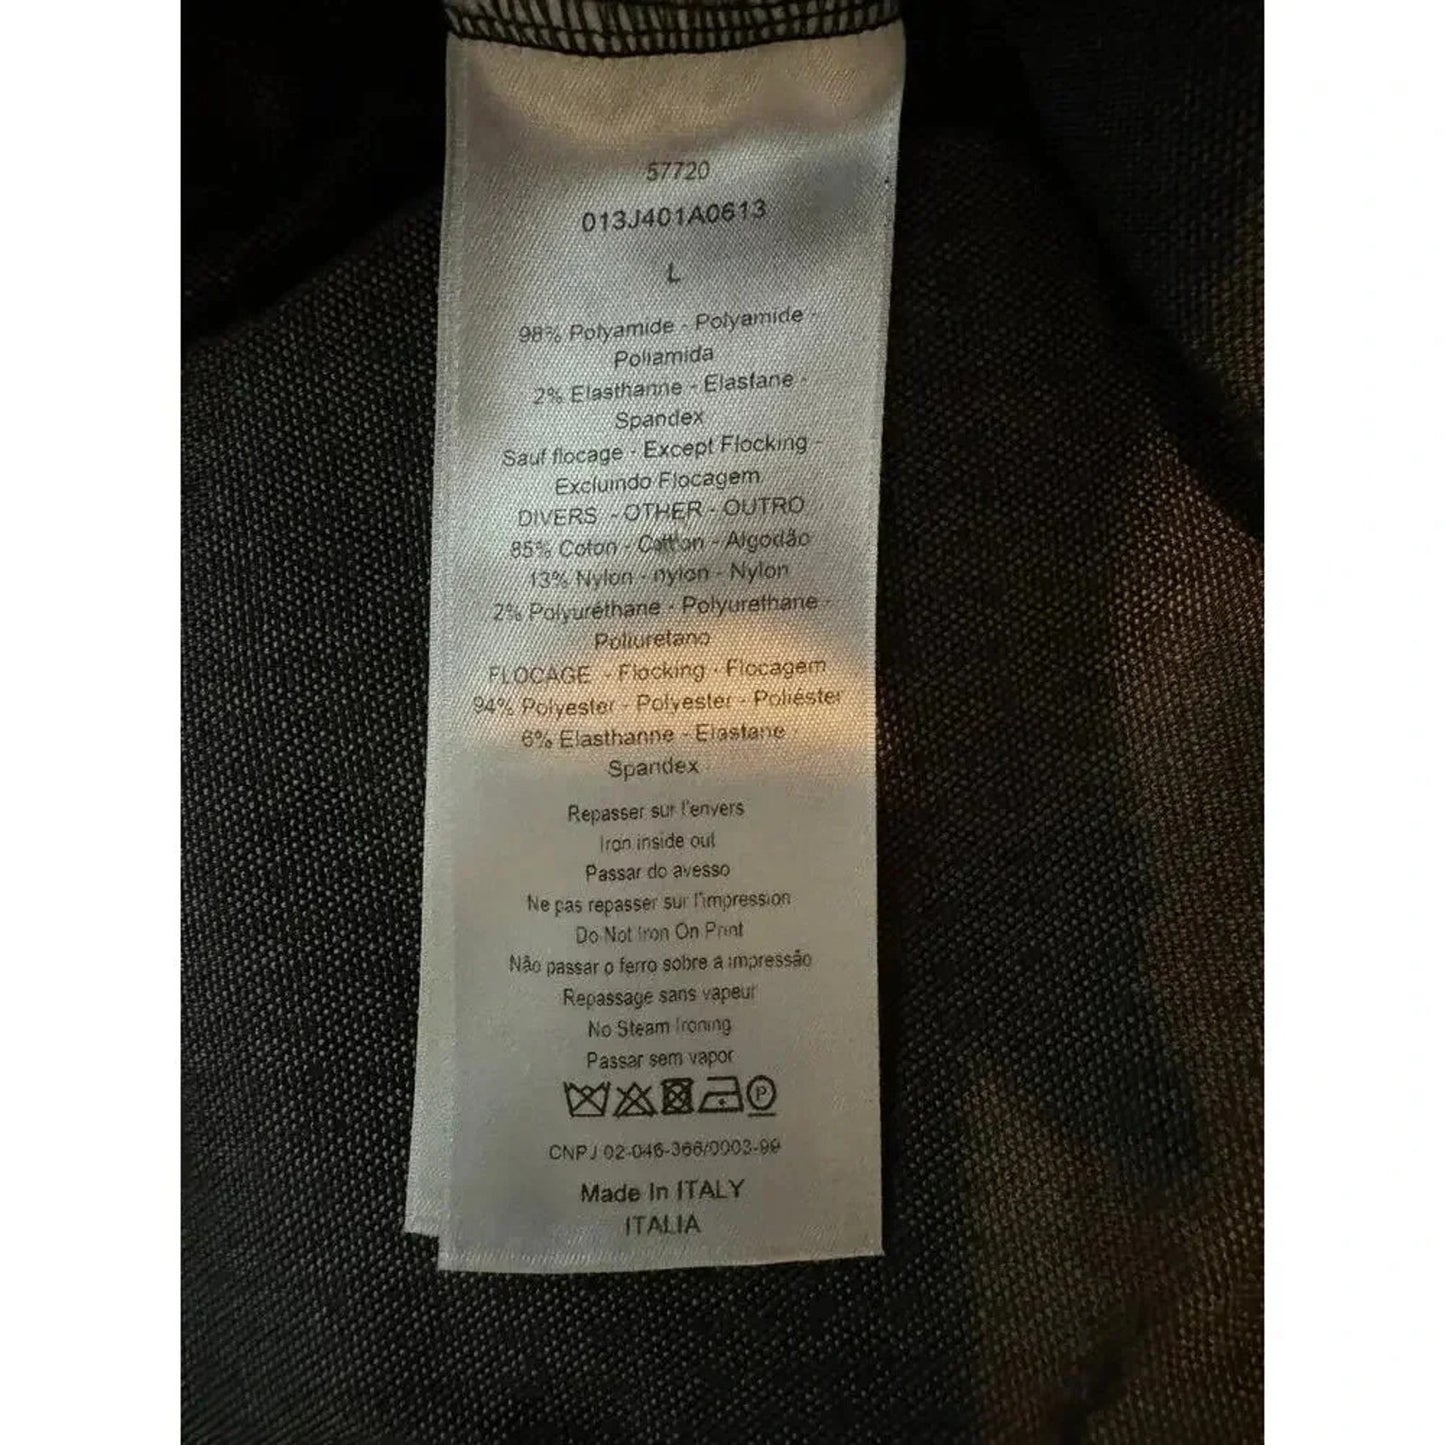 57720
013J401A0613
L
98% Polyamide - Polyamide -
Poliamida
2% Elasthanne - Elastane -
Spandex
Sauf flocage - Except Flocking -
Excluindo Flocagem
DIVERS - OTHER - OUTRO
85% Coton - Cotton - Algodão
13% Nylon - nylon - Nylon
2% Polyuréthane - Polyurethane -
Poliuretano
FLOCAGE - Flocking - Flocagem
94% Polyester - Polyester - Poliéster
6% Elasthanne - Elastane -
Spandex
Repasser sur l'envers
Iron inside out
Passar do avesso
Ne pas repasser sur l'impression
Do Not Iron On Print
Não passar o ferro sobre a impressão
Repassage sans vapeur
No Steam Ironing
Passar sem vapor
P
CNPJ 02-046-366/0003-99
Made In ITALY
ITALIA